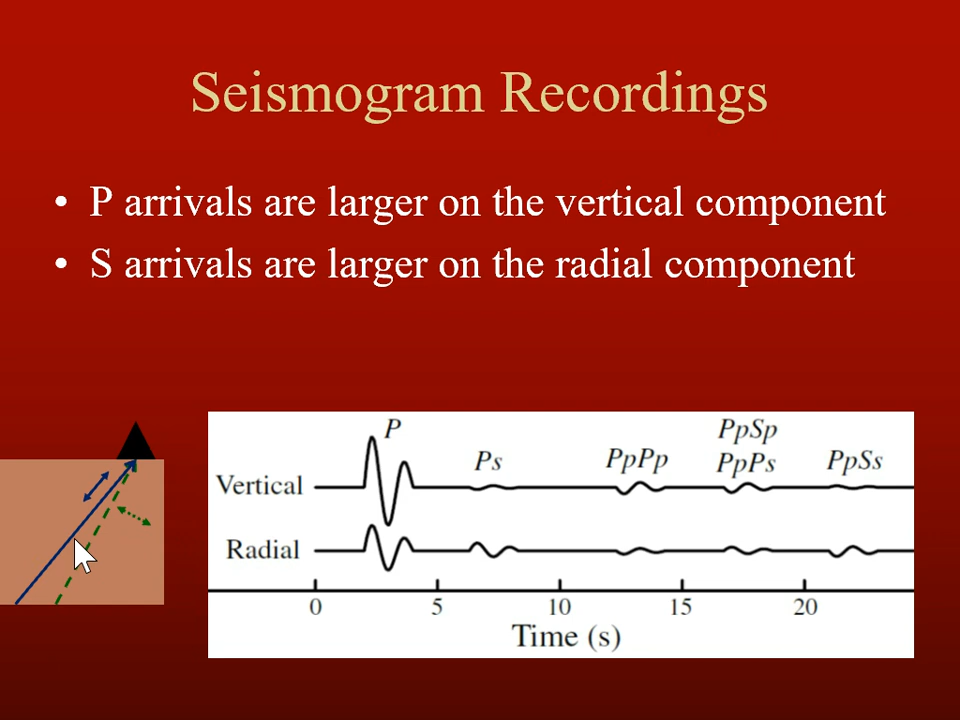 Seismogram Recordings
• P arrivals are larger on the vertical component
• S arrivals are larger on the radial component
P
Ps
PpPp
PpSp
PpPs
PpSs
Vertical
Radial
0 5 10 15 20
Time (s)